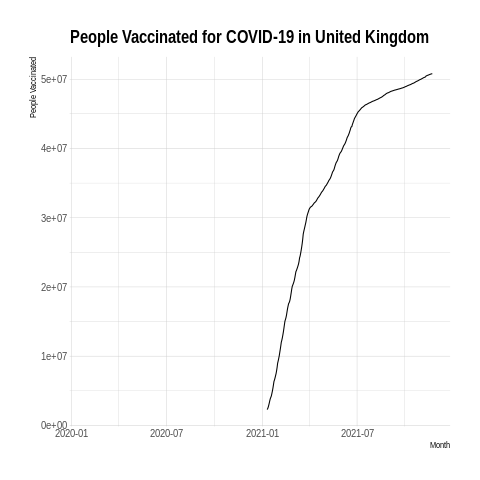 People Vaccinated for COVID-19 in United Kingdom
People Vaccinated
5e+07
4e+07
3e+07
2e+07
1e+07
0e+00
2020-01 2020-07 2021-01 2021-07
Month